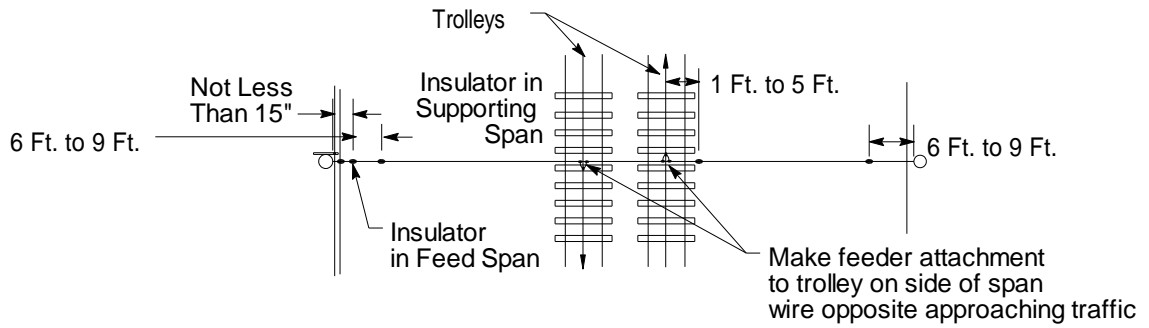 Trolleys
Not Less
Than 15"
Insulator in
Supporting
Span
1 Ft. to 5 Ft.
6 Ft. to 9 Ft.
6 Ft. to 9 Ft.
Insulator
in Feed Span
Make feeder attachment
to trolley on side of span
wire opposite approaching traffic